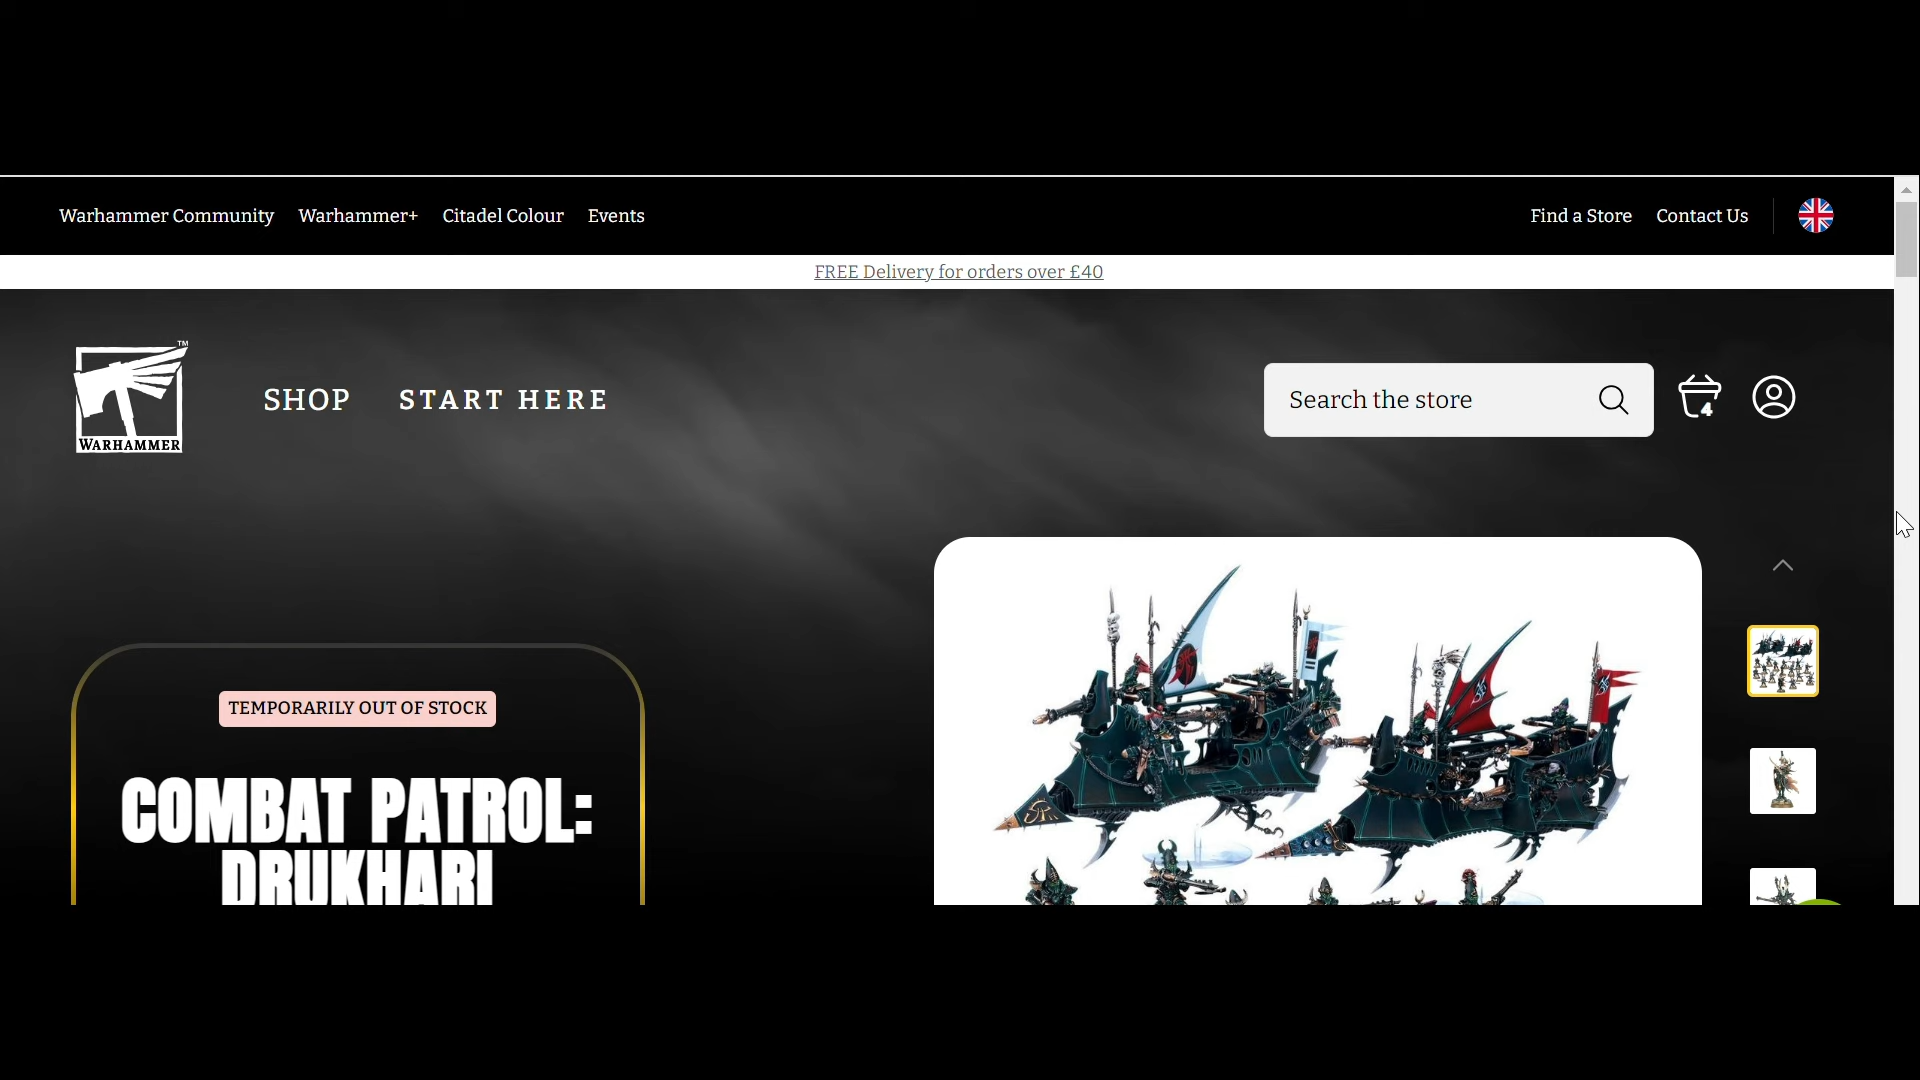 Warhammer Community Warhammer+ Citadel Colour Events Find a Store Contact Us
FREE Delivery for orders over £40
TM
WARHAMMER
SHOP START HERE
Search the store
4
TEMPORARILY OUT OF STOCK
COMBAT PATROL:
DRUKHARI